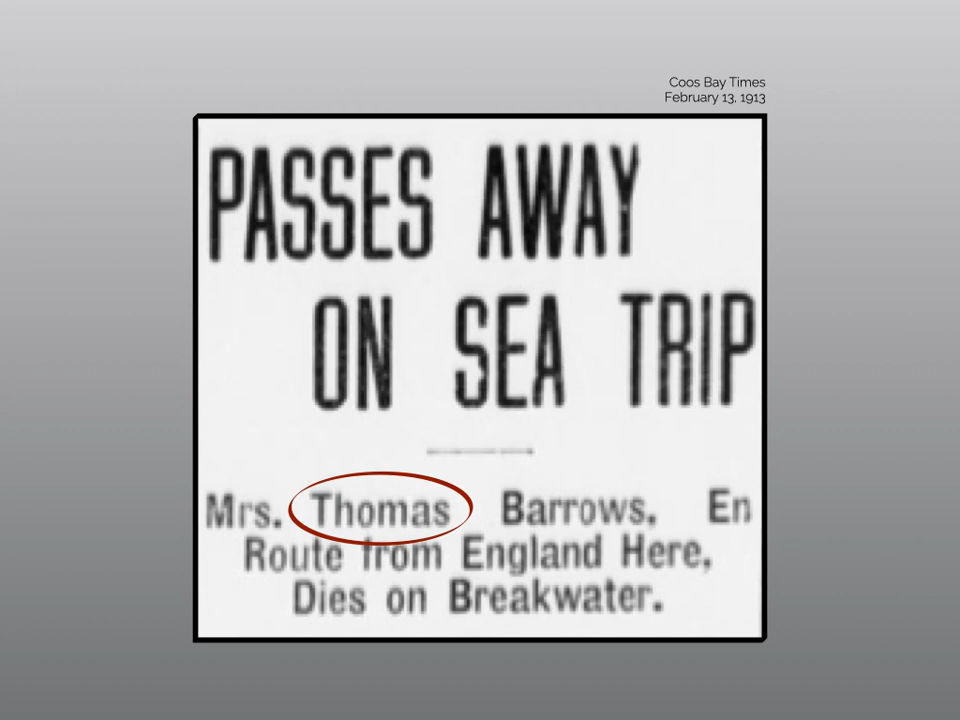 Coos Bay Times
February 13, 1913
PASSES AWAY
ON SEA TRIP
Mrs. Thomas Barrows, En
Route from England Here,
Dies on Breakwater.